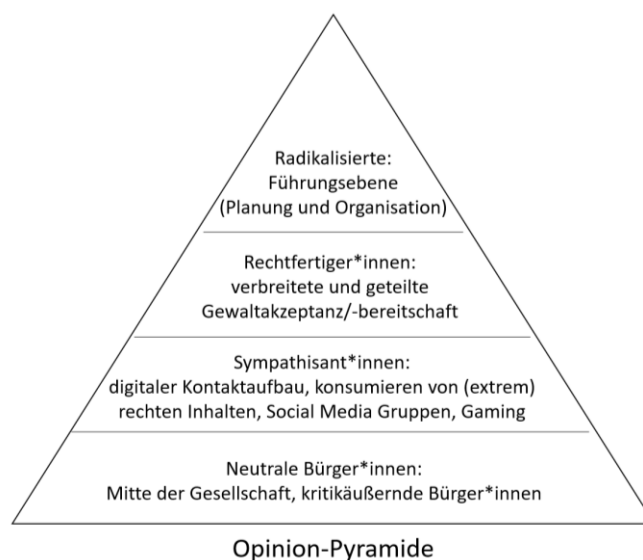 Radikalisierte:
Führungsebene
(Planung und Organisation)
Rechtfertiger*innen:
verbreitete und geteilte
Gewaltakzeptanz/-bereitschaft
Sympathisant*innen:
digitaler Kontaktaufbau, konsumieren von (extrem)
rechten Inhalten, Social Media Gruppen, Gaming
Neutrale Bürger*innen:
Mitte der Gesellschaft, kritikäußernde Bürger*innen
Opinion-Pyramide